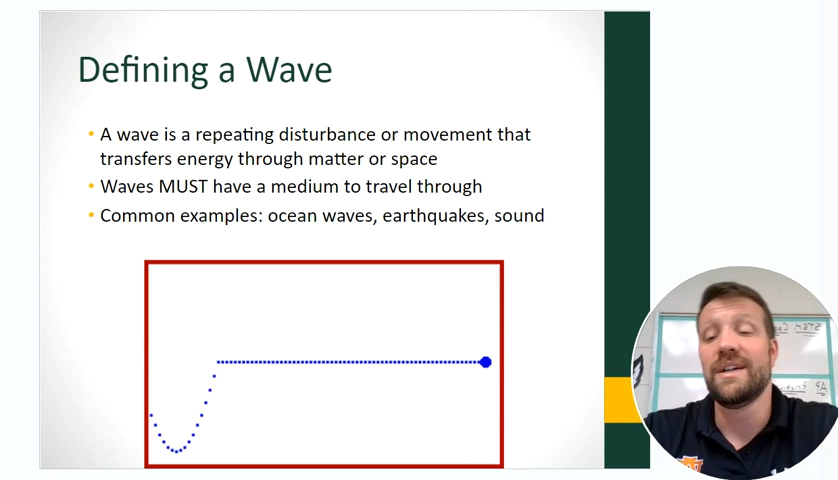 Defining a Wave
• A wave is a repeating disturbance or movement that
transfers energy through matter or space
• Waves MUST have a medium to travel through
• Common examples: ocean waves, earthquakes, sound